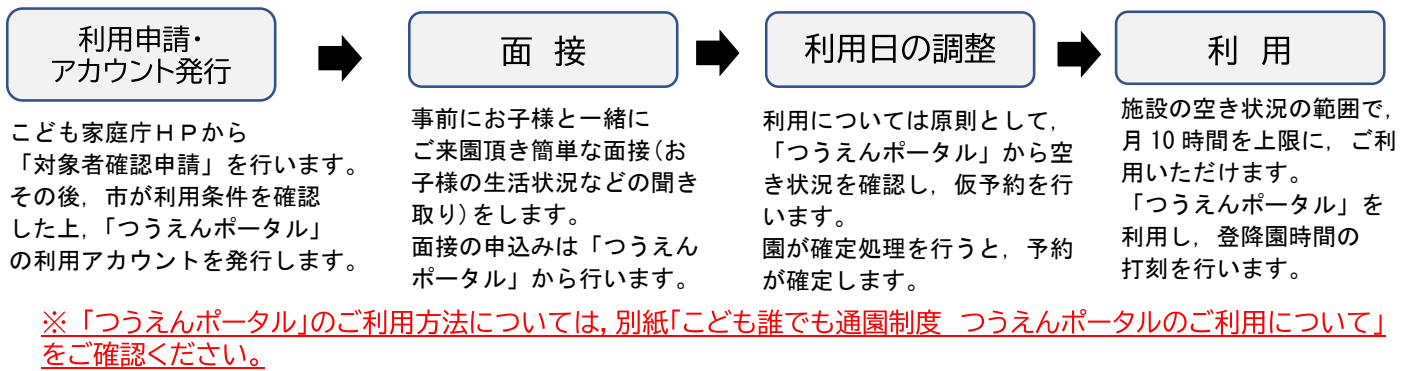 利用申請・
アカウント発行
こども家庭庁ＨＰから
「対象者確認申請」を行います。
その後，市が利用条件を確認
した上，「つうえんポータル」
の利用アカウントを発行します。
面　接
事前にお子様と一緒に
ご来園頂き簡単な面接（お
子様の生活状況などの聞き
取り）をします。
面接の申込みは「つうえん
ポータル」から行います。
利用日の調整
利用については原則として，
「つうえんポータル」から空
き状況を確認し，仮予約を行
います。
園が確定処理を行うと，予約
が確定します。
利　用
施設の空き状況の範囲で，
月 10 時間を上限に，ご利
用いただけます。
「つうえんポータル」を
利用し，登降園時間の
打刻を行います。
※「つうえんポータル」のご利用方法については，別紙「こども誰でも通園制度　つうえんポータルのご利用について」
をご確認ください。